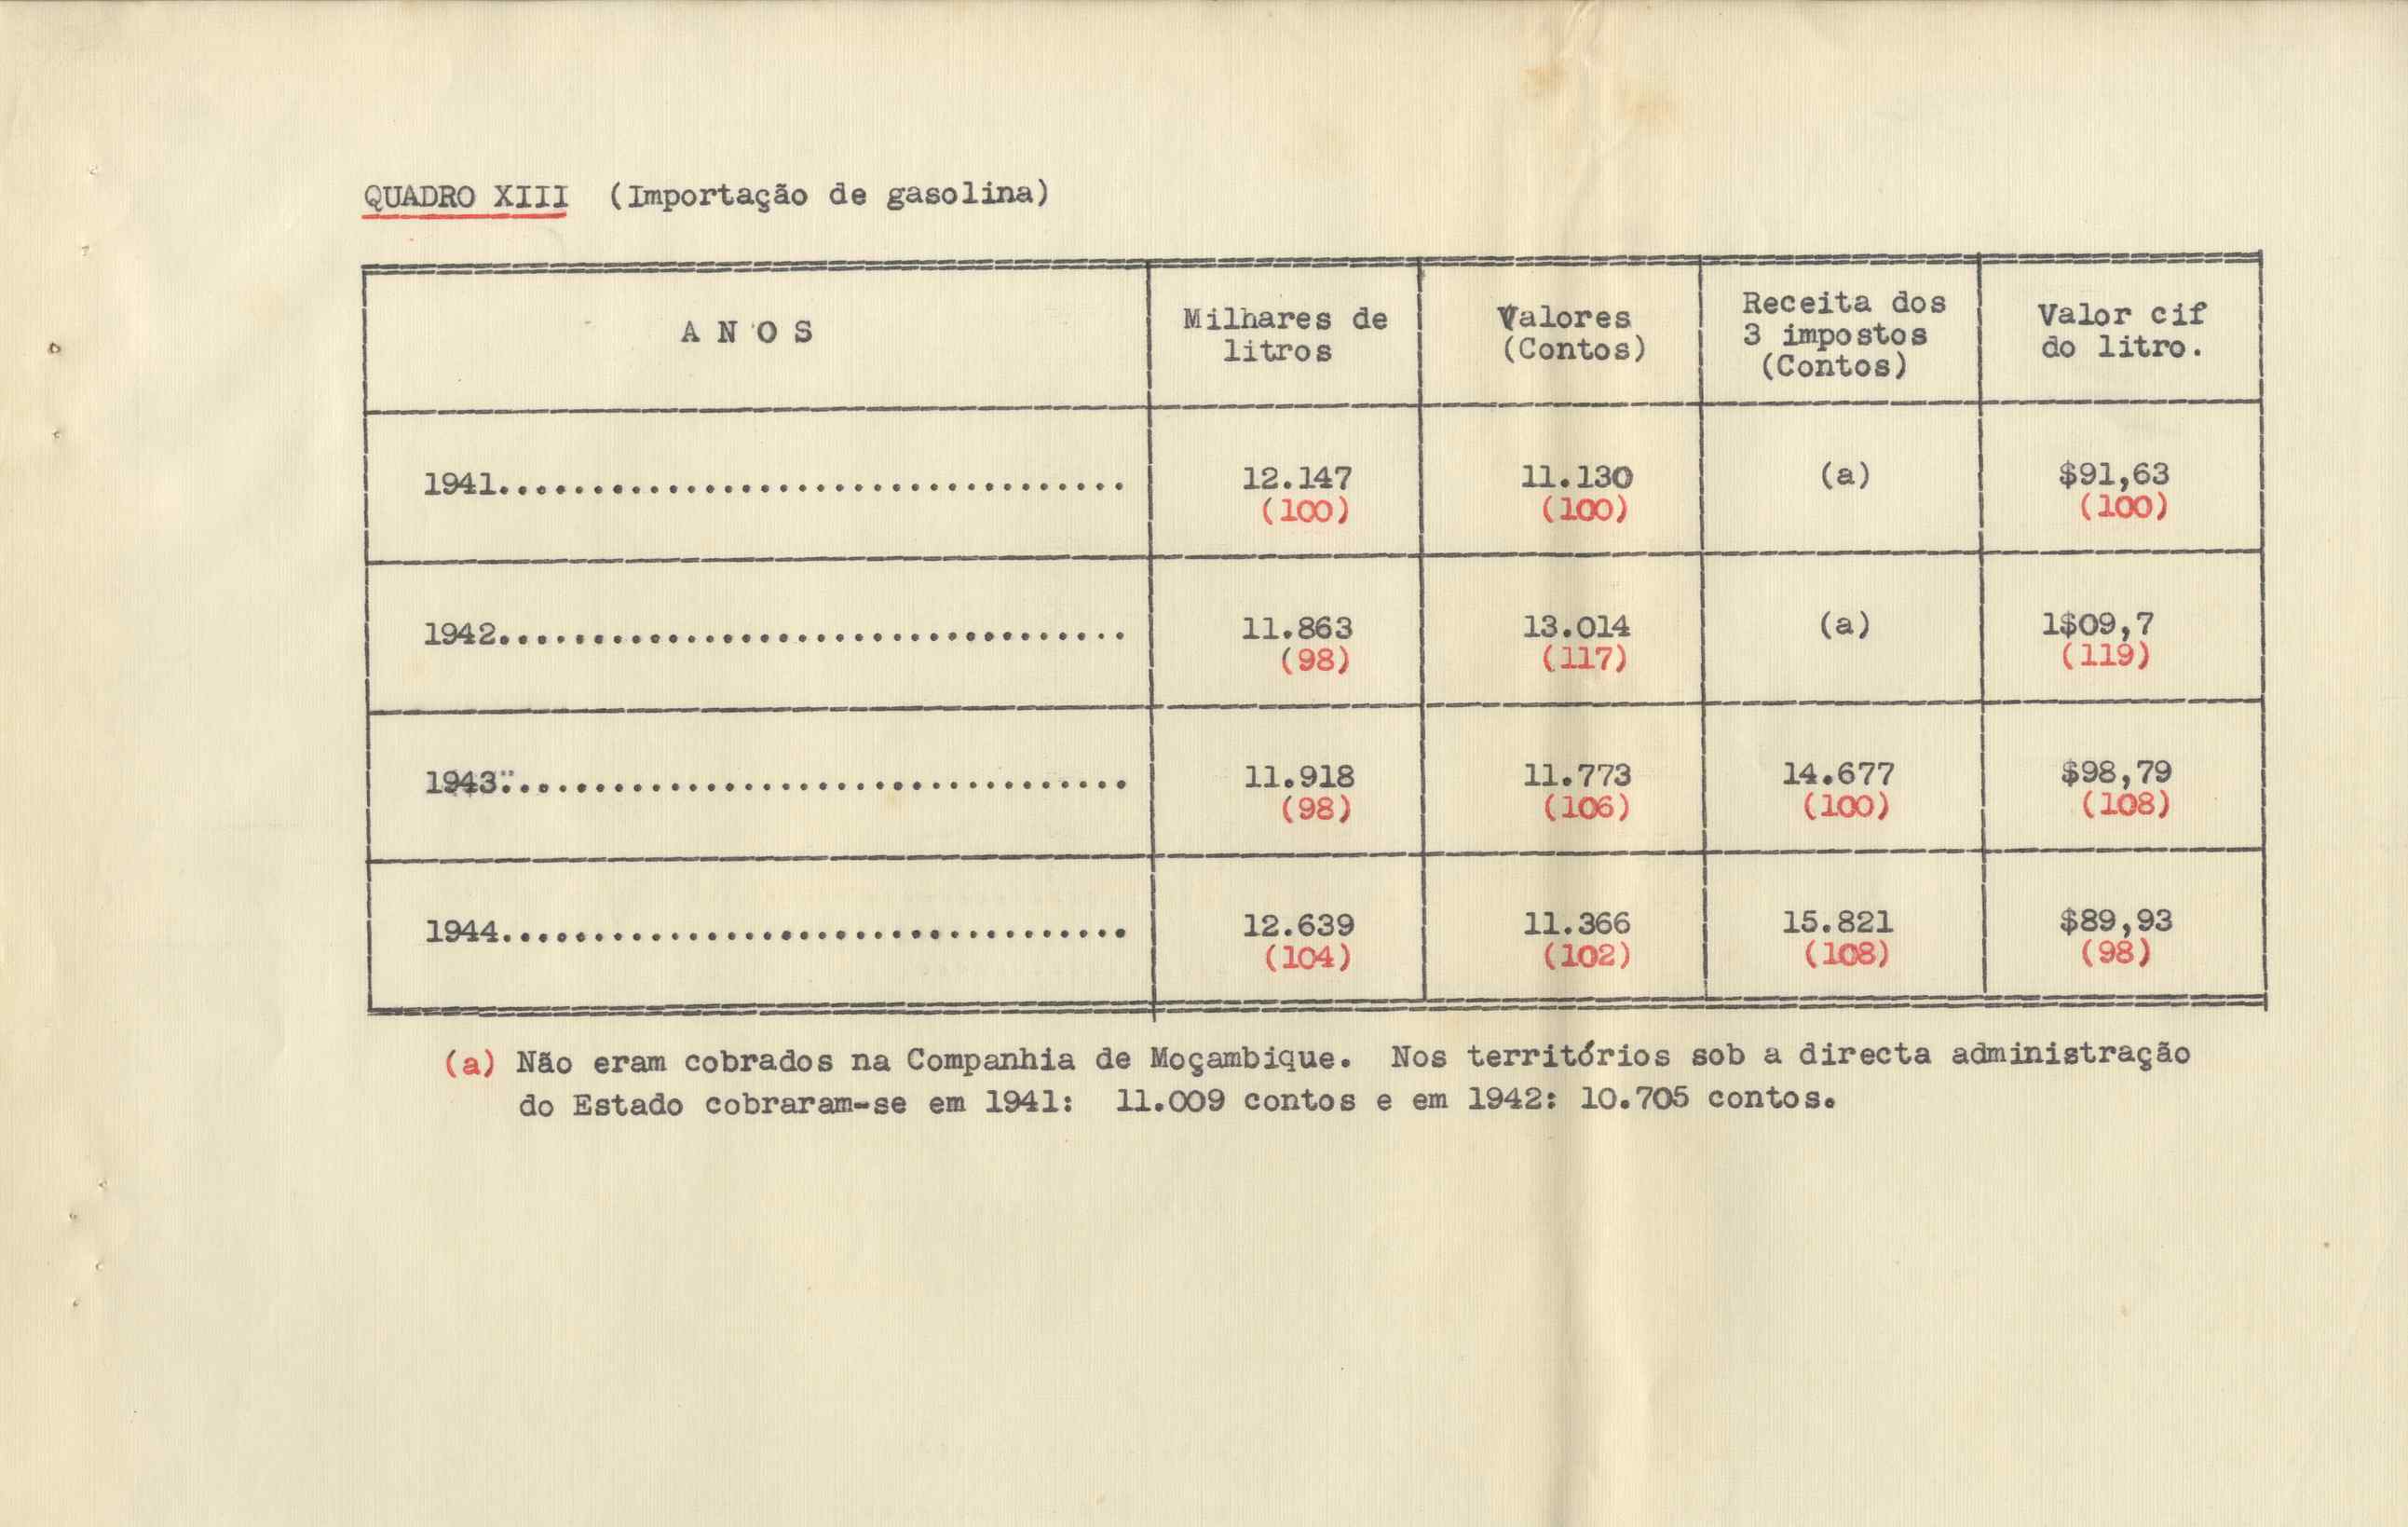 QUADRO XIII (Importação de gasolina)
A N O S
Milhares de
litros
Valores
(Contos)
Receita dos
3 impostos
(Contos)
Valor cif
do litro.
1941.................................. 12.147 11.130 (a) $91,63
(100) (100) (100)
1942.................................. 11.863 13.014 (a) 1$09,7
(98) (117) (119)
1943.................................. 11.918 11.773 14.677 $98,79
(98) (106) (100) (108)
1944.................................. 12.639 11.366 15.821 $89,93
(104) (102) (108) (98)
(a) Não eram cobrados na Companhia de Moçambique. Nos territórios sob a directa administração
do Estado cobraram-se em 1941: 11.009 contos e em 1942: 10.705 contos.